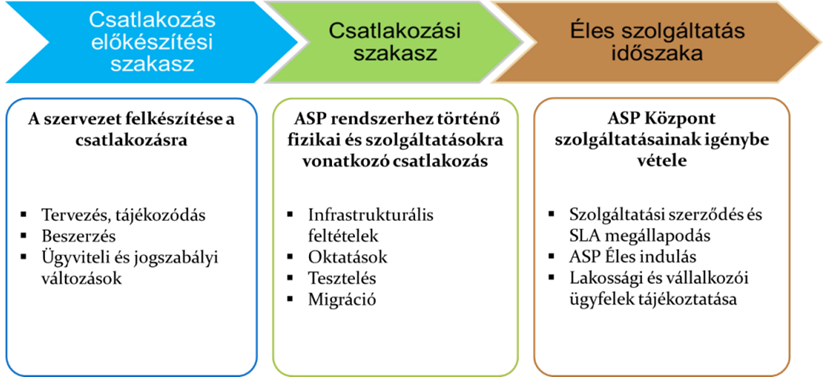 Csatlakozás
előkészítési
szakasz
Csatlakozási
szakasz
Éles szolgáltatás
időszaka
A szervezet felkészítése a
csatlakozásra
▪ Tervezés, tájékozódás
▪ Beszerzés
▪ Ügyviteli és jogszabályi
változások
ASP rendszerhez történő
fizikai és szolgáltatásokra
vonatkozó csatlakozás
▪ Infrastrukturális
feltételek
▪ Oktatások
▪ Tesztelés
▪ Migráció
ASP Központ
szolgáltatásainak igénybe
vétele
▪ Szolgáltatási szerződés és
SLA megállapodás
▪ ASP Éles indulás
▪ Lakossági és vállalkozói
ügyfelek tájékoztatása